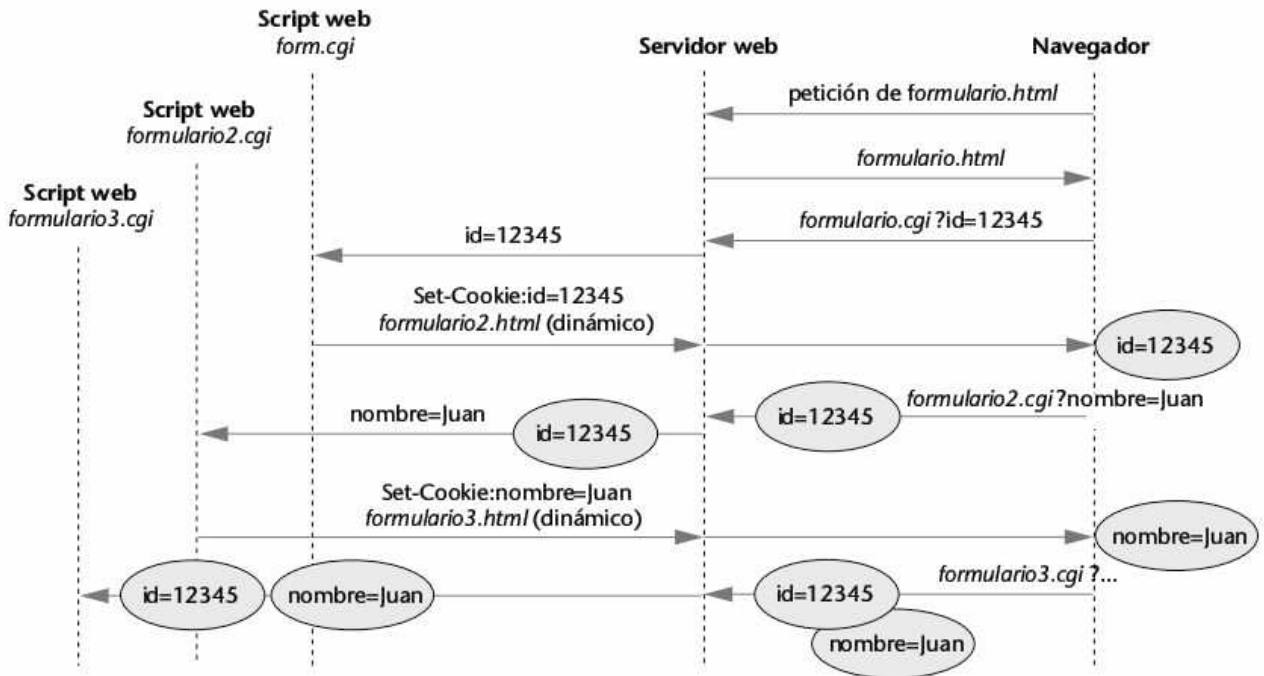 Script web
form.cgi
Servidor web
Navegador
Script web
formulario2.cgi
Script web
formulario3.cgi
petición de formulario.html
formulario.html
formulario.cgi ?id=12345
id=12345
Set-Cookie:id=12345
formulario2.html (dinámico)
id=12345
formulario2.cgi ?nombre=Juan
id=12345
nombre=Juan
id=12345
Set-Cookie:nombre=Juan
formulario3.html (dinámico)
nombre=Juan
formulario3.cgi ?...
id=12345
nombre=Juan
id=12345
nombre=Juan